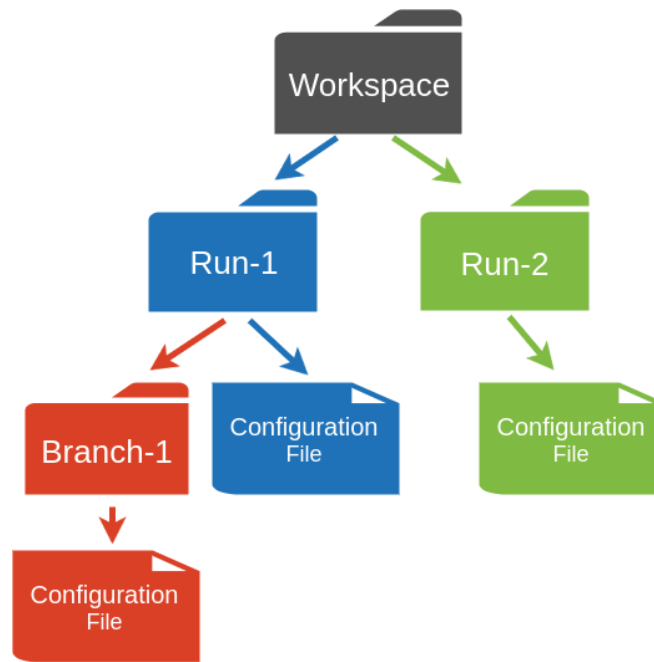 Workspace
Run-1
Run-2
Branch-1
Configuration
File
Configuration
File
Configuration
File